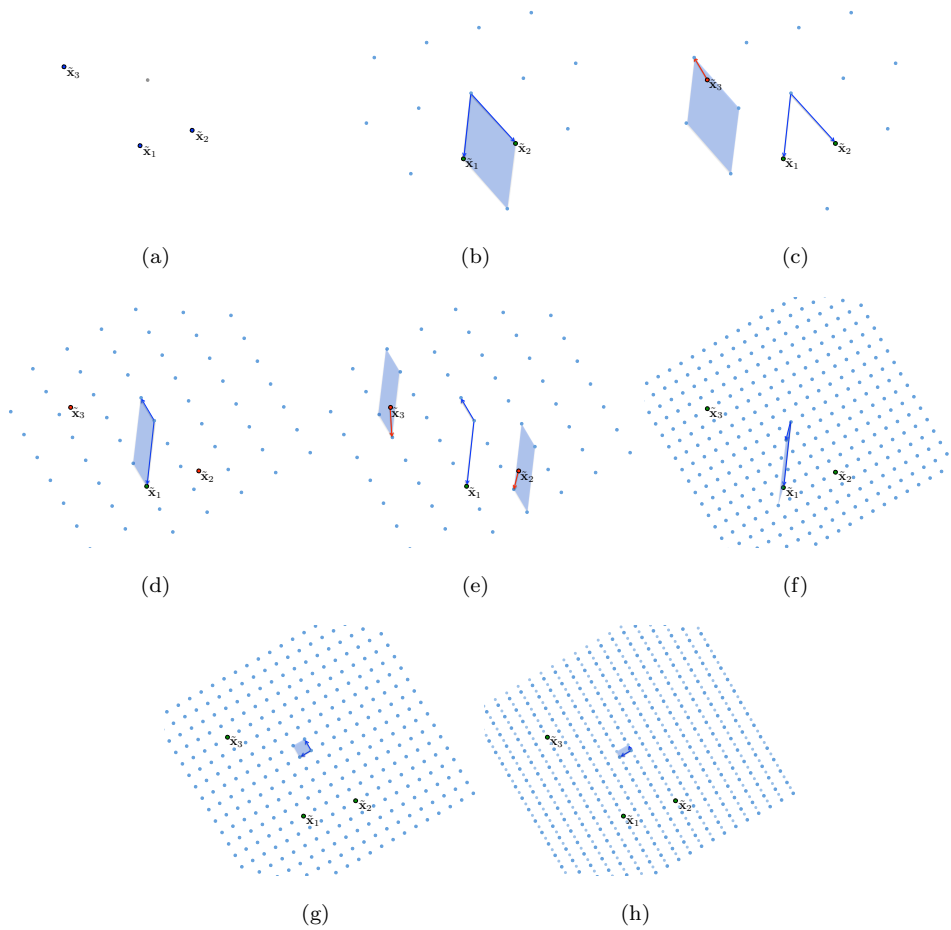 x̃₃
x̃₂
x̃₁
x̃₂
x̃₁
x̃₃
x̃₂
x̃₁
(a)
(b)
(c)
x̃₃
x̃₂
x̃₁
x̃₃
x̃₂
x̃₁
x̃₃
x̃₂
x̃₁
(d)
(e)
(f)
x̃₃
x̃₂
x̃₁
x̃₃
x̃₂
x̃₁
(g)
(h)